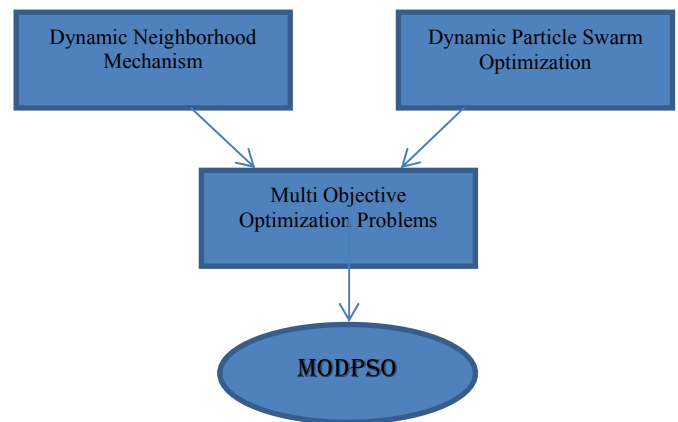 Dynamic Neighborhood
Mechanism
Dynamic Particle Swarm
Optimization
Multi Objective
Optimization Problems
MODPSO